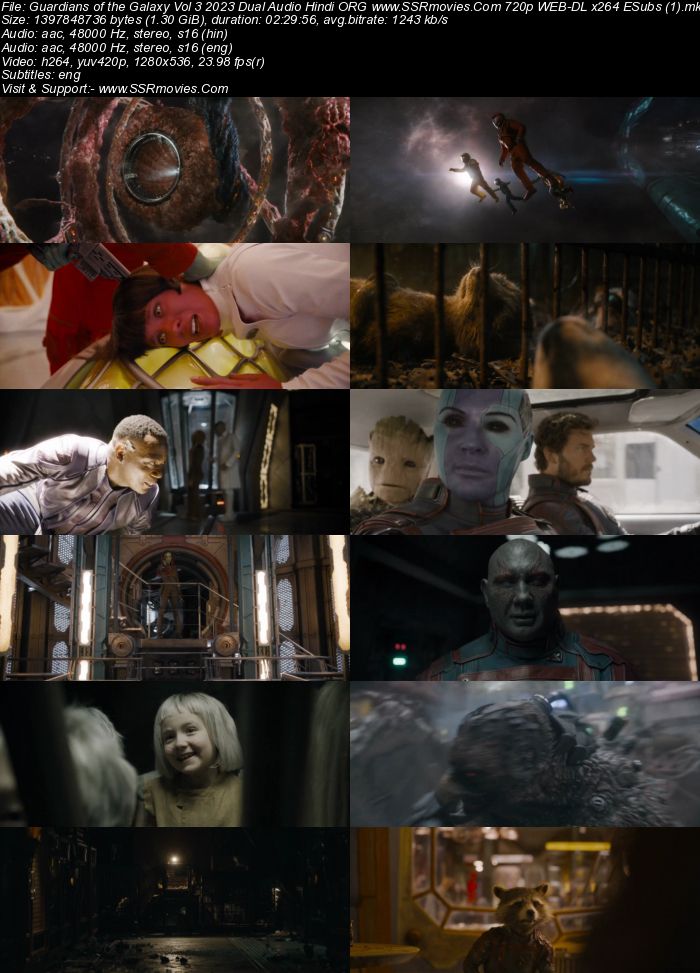 File: Guardians of the Galaxy Vol 3 2023 Dual Audio Hindi ORG www.SSRmovies.Com 720p WEB-DL x264 ESubs (1).mk
Size: 1397848736 bytes (1.30 GiB), duration: 02:29:56, avg.bitrate: 1243 kb/s
Audio: aac, 48000 Hz, stereo, s16 (hin)
Audio: aac, 48000 Hz, stereo, s16 (eng)
Video: h264, yuv420p, 1280x536, 23.98 fps(r)
Subtitles: eng
Visit & Support:- www.SSRmovies.Com